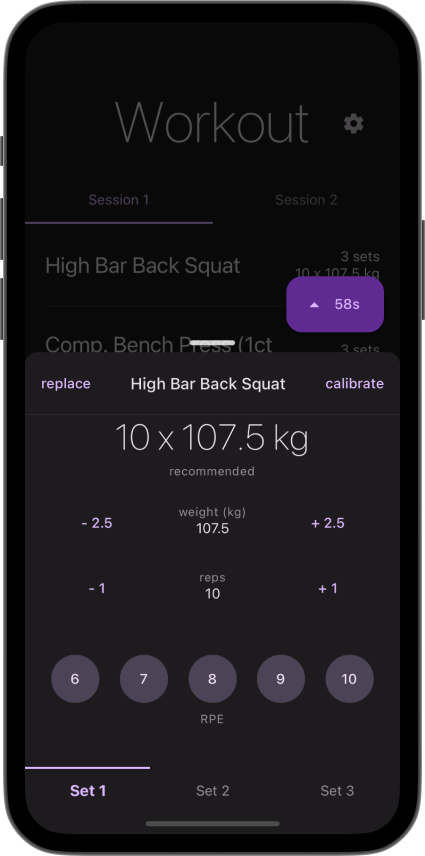 Workout
Session 1
Session 2
High Bar Back Squat
3 sets
10 x 107.5 kg
58s
Comp. Bench Press (1ct
3 sets
replace
High Bar Back Squat
calibrate
10 x 107.5 kg
recommended
weight (kg)
- 2.5
107.5
+ 2.5
reps
- 1
10
+ 1
6
7
8
9
10
RPE
Set 1
Set 2
Set 3